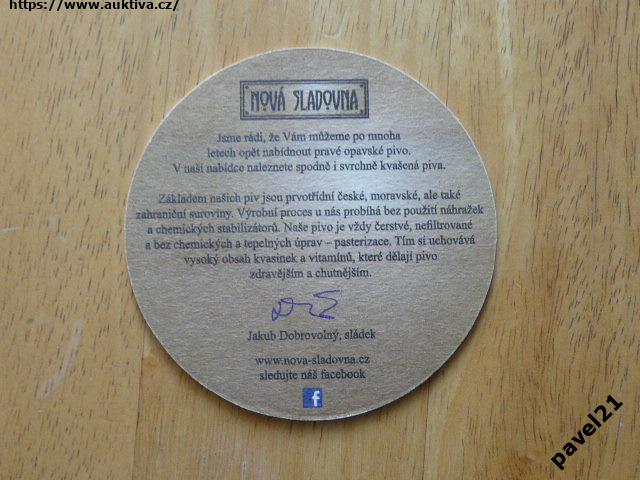 https://www.auktiva.cz/
NOVÁ SLADOVNA
Jsme rádi, že Vám můžeme po mnoha
letech opět nabídnout pravé opavské pivo.
V naší nabídce naleznete spodně i svrchně kvašená piva.
Základem našich piv jsou prvotřídní české, moravské, ale také
zahraniční suroviny. Výrobní proces u nás probíhá bez použití náhražek
a chemických stabilizátorů. Naše pivo je vždy čerstvé, nefiltrované
a bez chemických a tepelných úprav – pasterizace. Tím si uchovává
vysoký obsah kvasinek a vitamínů, které dělají pivo
zdravějším a chutnějším.
Jakub Dobrovolný, sládek
www.nova-sladovna.cz
sledujte náš facebook
f
pavel21